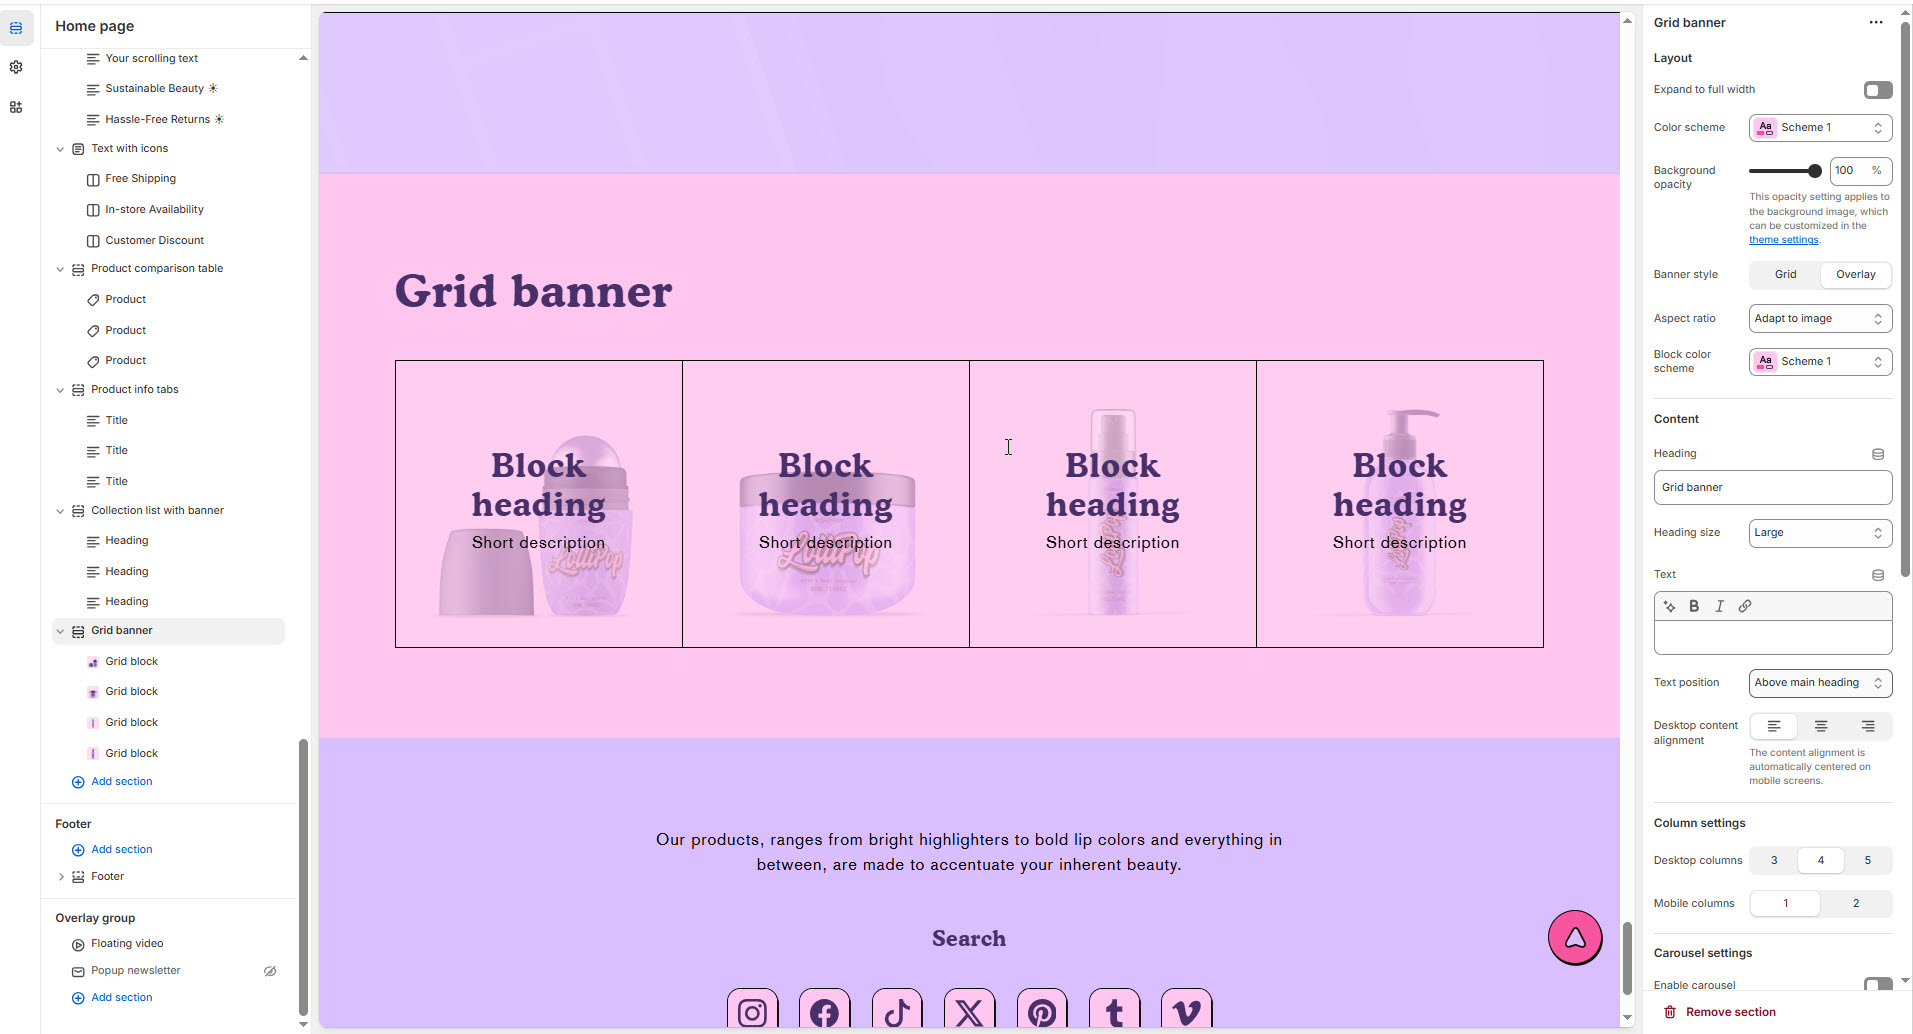 Home page
Your scrolling text
Sustainable Beauty ☀
Hassle-Free Returns ☀
Text with icons
Free Shipping
In-store Availability
Customer Discount
Product comparison table
Product
Product
Product
Product info tabs
Title
Title
Title
Collection list with banner
Heading
Heading
Heading
Grid banner
Grid block
Grid block
Grid block
Grid block
Add section
Footer
Add section
Footer
Overlay group
Floating video
Popup newsletter
Add section
Grid banner
Block
heading
Short description
LolliPop
Block
heading
Short description
LolliPop
Block
heading
Short description
LolliPop
Block
heading
Short description
LolliPop
Our products, ranges from bright highlighters to bold lip colors and everything in
between, are made to accentuate your inherent beauty.
Search
Grid banner
Layout
Expand to full width
Color scheme
Aa Scheme 1
Background
opacity
100 %
This opacity setting applies to
the background image, which
can be customized in the
theme settings.
Banner style
Grid
Overlay
Aspect ratio
Adapt to image
Block color
scheme
Aa Scheme 1
Content
Heading
Grid banner
Heading size
Large
Text
B I
Text position
Above main heading
Desktop content
alignment
The content alignment is
automatically centered on
mobile screens.
Column settings
Desktop columns
3 4 5
Mobile columns
1 2
Carousel settings
Enable carousel
Remove section